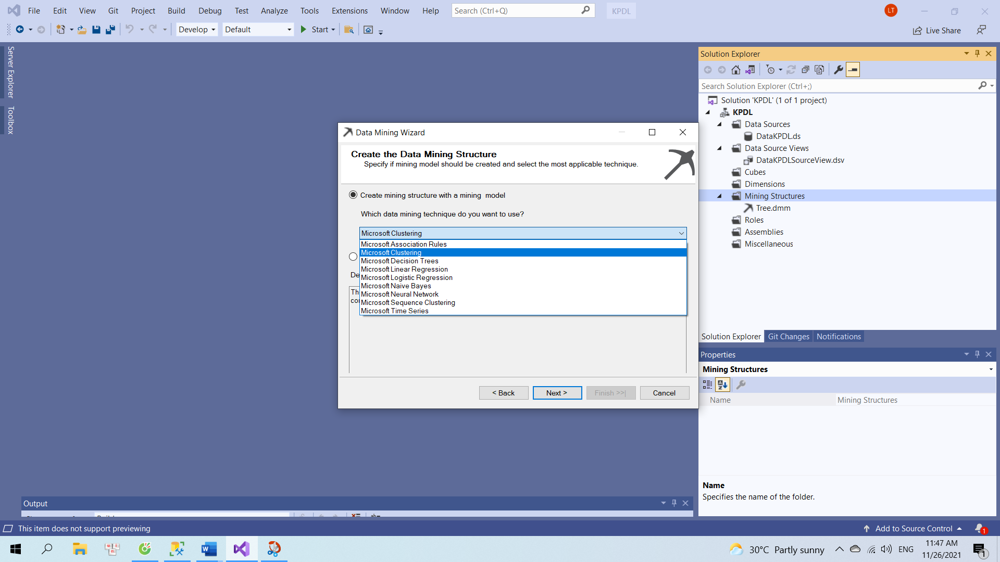 File Edit View Git Project Build Debug Test Analyze Tools Extensions Window Help Search (Ctrl+Q) KPDL LT
Develop Default Start Live Share
Server Explorer
Toolbox
Solution Explorer
Search Solution Explorer (Ctrl+;)
Solution 'KPDL' (1 of 1 project)
KPDL
Data Sources
DataKPDL.ds
Data Source Views
DataKPDLSourceView.dsv
Cubes
Dimensions
Mining Structures
Tree.dmm
Roles
Assemblies
Miscellaneous
Data Mining Wizard
Create the Data Mining Structure
Specify if mining model should be created and select the most applicable technique.
Create mining structure with a mining model
Which data mining technique do you want to use?
Microsoft Clustering
Microsoft Association Rules
Microsoft Clustering
Microsoft Decision Trees
Microsoft Linear Regression
Microsoft Logistic Regression
Microsoft Naive Bayes
Microsoft Neural Network
Microsoft Sequence Clustering
Microsoft Time Series
De
Th
< Back Next > Finish >>| Cancel
Solution Explorer Git Changes Notifications
Properties
Mining Structures
Name Mining Structures
Name
Specifies the name of the folder.
Output
This item does not support previewing Add to Source Control 1
30°C Partly sunny ENG 11:47 AM
11/26/2021 1